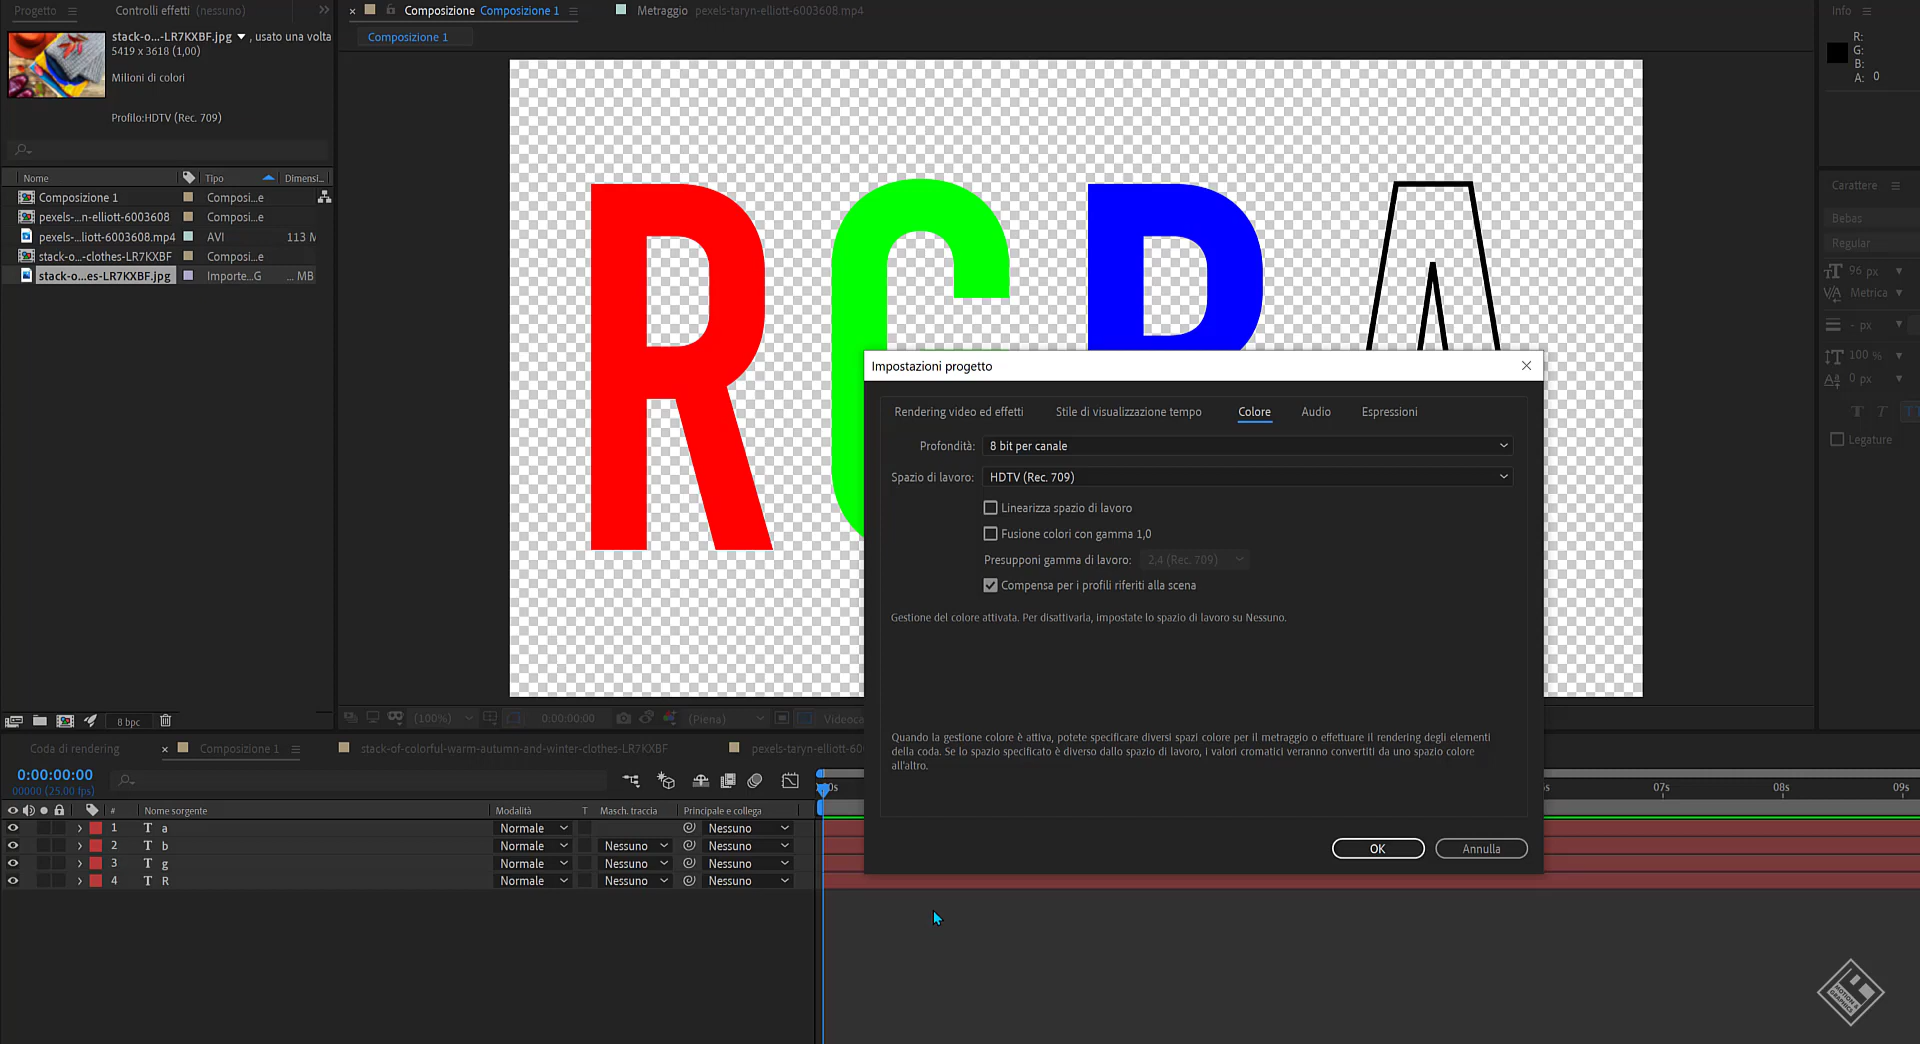 Progetto
Controlli effetti (nessuno)
stack-o...-LR7KXBF.jpg , usato una volta
5419 x 3618 (1,00)
Milioni di colori
Profilo:HDTV (Rec. 709)
Nome Tipo Dimensi...
Composizione 1 Composi...e
pexels-...n-elliott-6003608 Composi...e
pexels-...liott-6003608.mp4 AVI 113 M
stack-o...-clothes-LR7KXBF Composi...e
stack-o...es-LR7KXBF.jpg Importe...G ... MB
8 bpc
Composizione Composizione 1
Metraggio pexels-taryn-elliott-6003608.mp4
Composizione 1
R
(100%) 0:00:00:00 (Piena) Videoca
Info
R:
G:
B:
A: 0
Carattere
Bebas
Regular
96 px
Metrica
- px
100 %
0 px
Legature
Impostazioni progetto
Rendering video ed effetti Stile di visualizzazione tempo Colore Audio Espressioni
Profondità: 8 bit per canale
Spazio di lavoro: HDTV (Rec. 709)
Linearizza spazio di lavoro
Fusione colori con gamma 1,0
Presupponi gamma di lavoro: 2,4 (Rec. 709)
Compensa per i profili riferiti alla scena
Gestione del colore attivata. Per disattivarla, impostate lo spazio di lavoro su Nessuno.
Quando la gestione colore è attiva, potete specificare diversi spazi colore per il metraggio o effettuare il rendering degli elementi
della coda. Se lo spazio specificato è diverso dallo spazio di lavoro, i valori cromatici verranno convertiti da uno spazio colore
all'altro.
OK Annulla
Coda di rendering Composizione 1 stack-of-colorful-warm-autumn-and-winter-clothes-LR7KXBF pexels-taryn-elliott-60
0:00:00:00
00000 (25.00 fps)
# Nome sorgente Modalità T Masch. traccia Principale e collega
1 T a Normale Nessuno
2 T b Normale Nessuno Nessuno
3 T g Normale Nessuno Nessuno
4 T R Normale Nessuno Nessuno
07s 08s 09s